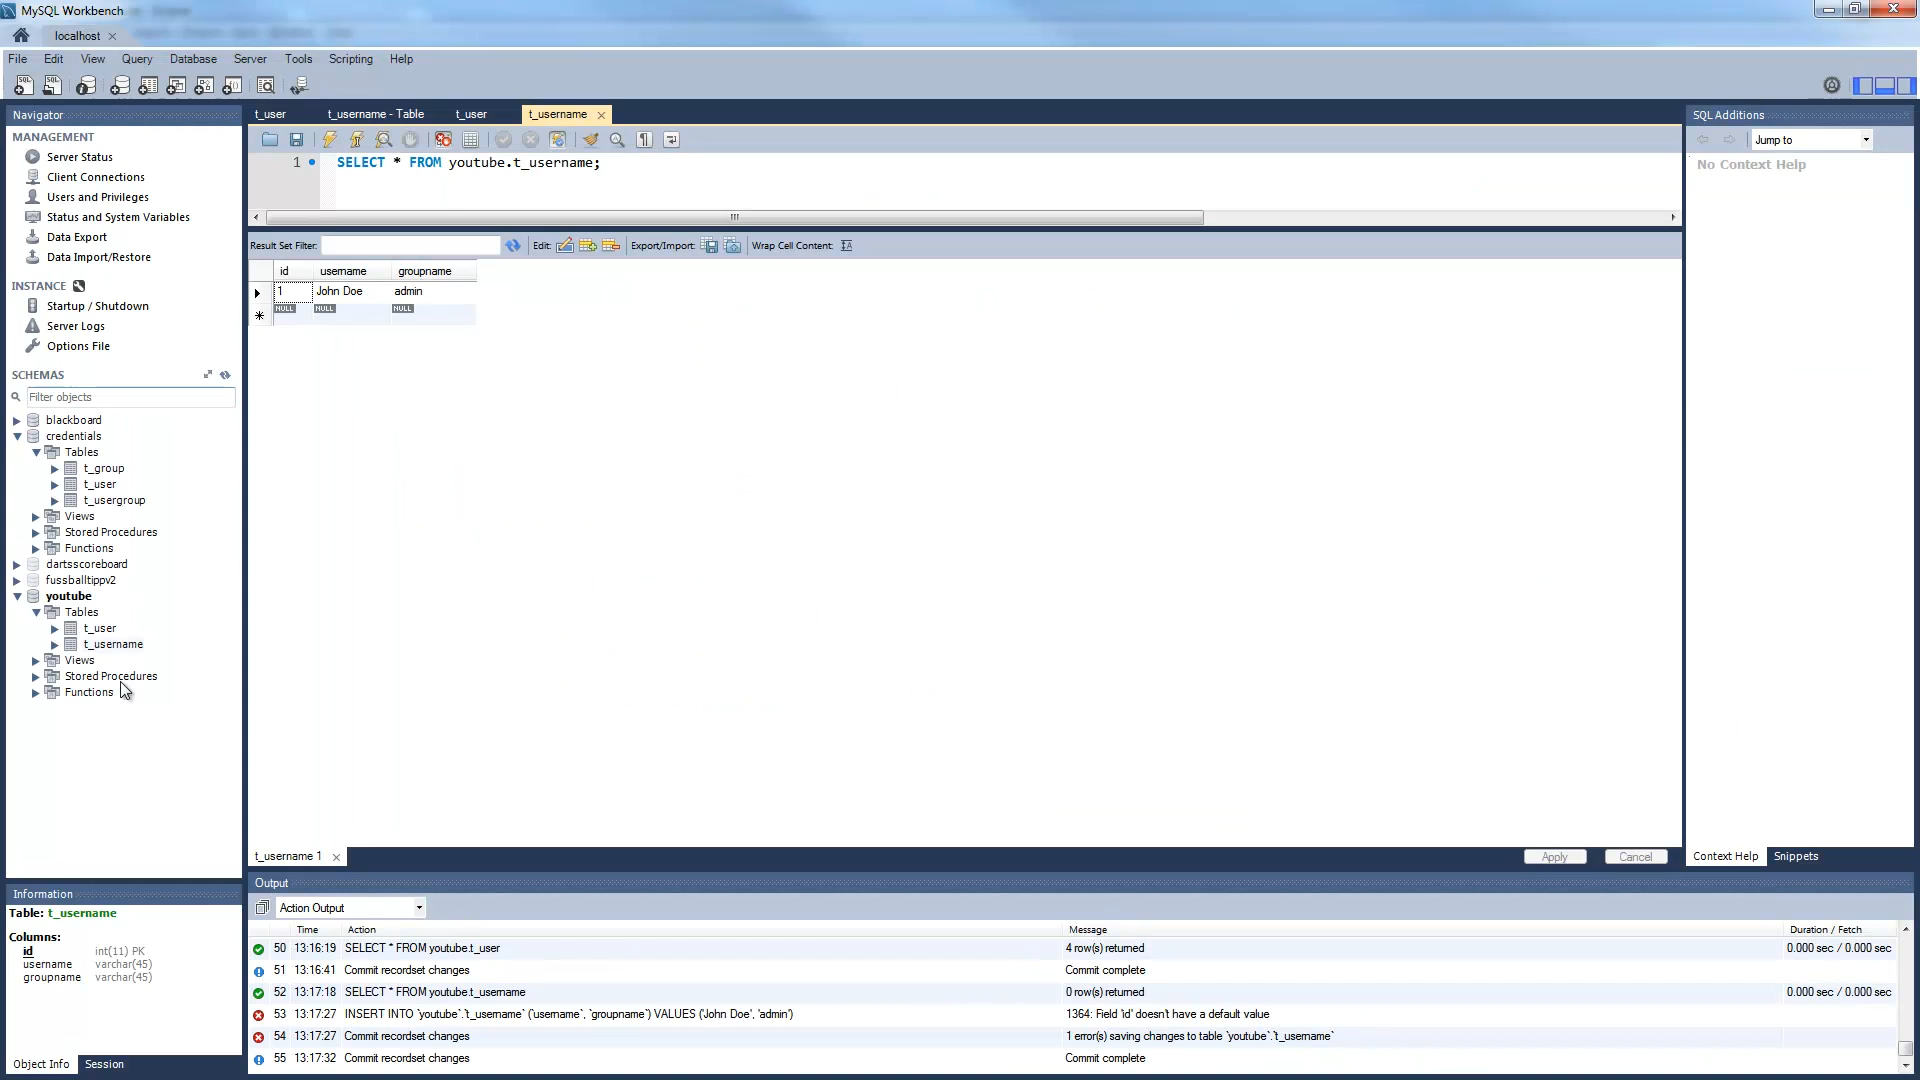 MySQL Workbench
localhost
File Edit View Query Database Server Tools Scripting Help
Navigator
MANAGEMENT
Server Status
Client Connections
Users and Privileges
Status and System Variables
Data Export
Data Import/Restore
INSTANCE
Startup / Shutdown
Server Logs
Options File
SCHEMAS
Filter objects
blackboard
credentials
Tables
t_group
t_user
t_usergroup
Views
Stored Procedures
Functions
dartsscoreboard
fussballtippv2
youtube
Tables
t_user
t_username
Views
Stored Procedures
Functions
Information
Table: t_username
Columns:
id int(11) PK
username varchar(45)
groupname varchar(45)
Object Info Session
t_user t_username - Table t_user t_username
1 SELECT * FROM youtube.t_username;
Result Set Filter: Edit: Export/Import: Wrap Cell Content:
id username groupname
1 John Doe admin
NULL NULL NULL
t_username 1
Apply Cancel
SQL Additions
Jump to
No Context Help
Context Help Snippets
Output
Action Output
Time Action Message Duration / Fetch
50 13:16:19 SELECT * FROM youtube.t_user 4 row(s) returned 0.000 sec / 0.000 sec
51 13:16:41 Commit recordset changes Commit complete
52 13:17:18 SELECT * FROM youtube.t_username 0 row(s) returned 0.000 sec / 0.000 sec
53 13:17:27 INSERT INTO `youtube`.`t_username` (`username`, `groupname`) VALUES ('John Doe', 'admin') 1364: Field 'id' doesn't have a default value
54 13:17:27 Commit recordset changes 1 error(s) saving changes to table `youtube`.`t_username`
55 13:17:32 Commit recordset changes Commit complete